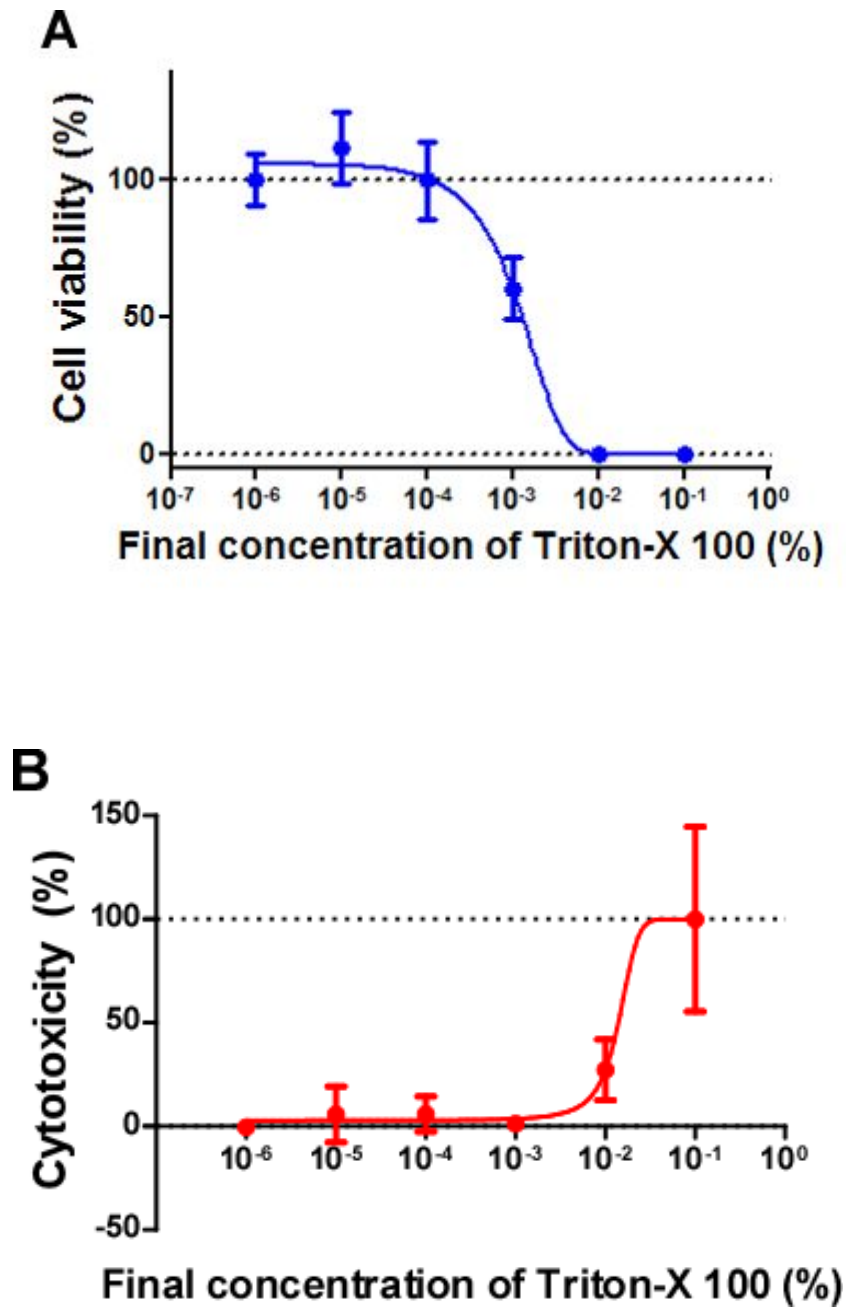 A
Cell viability (%)
100
50
0
10⁻⁷ 10⁻⁶ 10⁻⁵ 10⁻⁴ 10⁻³ 10⁻² 10⁻¹ 10⁰
Final concentration of Triton-X 100 (%)
B
Cytotoxicity (%)
150
100
50
0
10⁻⁶ 10⁻⁵ 10⁻⁴ 10⁻³ 10⁻² 10⁻¹ 10⁰
-50
Final concentration of Triton-X 100 (%)